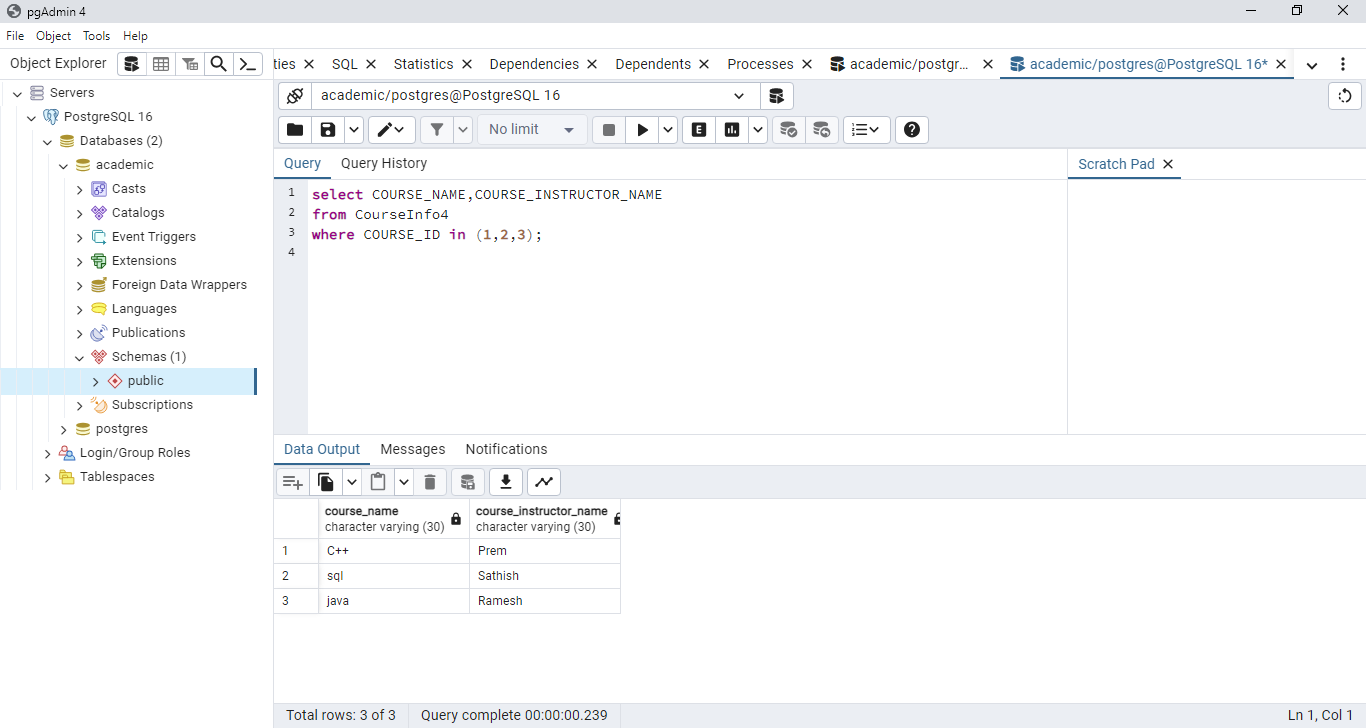 pgAdmin 4
File Object Tools Help
Object Explorer
ties SQL Statistics Dependencies Dependents Processes academic/postgr... academic/postgres@PostgreSQL 16*
Servers
PostgreSQL 16
Databases (2)
academic
Casts
Catalogs
Event Triggers
Extensions
Foreign Data Wrappers
Languages
Publications
Schemas (1)
public
Subscriptions
postgres
Login/Group Roles
Tablespaces
academic/postgres@PostgreSQL 16
No limit
E
Query Query History
Scratch Pad
1 select COURSE_NAME,COURSE_INSTRUCTOR_NAME
2 from CourseInfo4
3 where COURSE_ID in (1,2,3);
4
Data Output Messages Notifications
course_name course_instructor_name
character varying (30) character varying (30)
1 C++ Prem
2 sql Sathish
3 java Ramesh
Total rows: 3 of 3 Query complete 00:00:00.239 Ln 1, Col 1